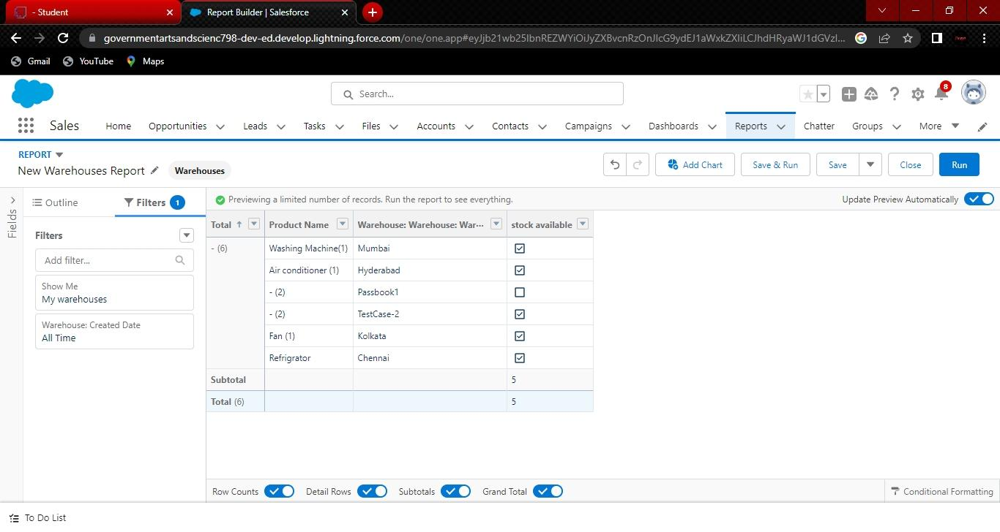 - Student
Report Builder | Salesforce
governmentartsandscienc798-dev-ed.develop.lightning.force.com/one/one.app#eyJjb21wb25lbnREZWYiOiJyZXBvcnRzOnJlcG9ydEJ1aWxkZXIiLCJhdHRyaWJ1dGVzI...
Gmail YouTube Maps
Search...
8
Sales Home Opportunities Leads Tasks Files Accounts Contacts Campaigns Dashboards Reports Chatter Groups More
REPORT
New Warehouses Report Warehouses
Add Chart Save & Run Save Close Run
Fields
Outline Filters 1
Previewing a limited number of records. Run the report to see everything.
Update Preview Automatically
Filters
Add filter...
Show Me
My warehouses
Warehouse: Created Date
All Time
Total ↑ Product Name Warehouse: Warehouse: War... stock available
- (6) Washing Machine(1) Mumbai
Air conditioner (1) Hyderabad
- (2) Passbook1
- (2) TestCase-2
Fan (1) Kolkata
Refrigrator Chennai
Subtotal 5
Total (6) 5
Row Counts Detail Rows Subtotals Grand Total
Conditional Formatting
To Do List